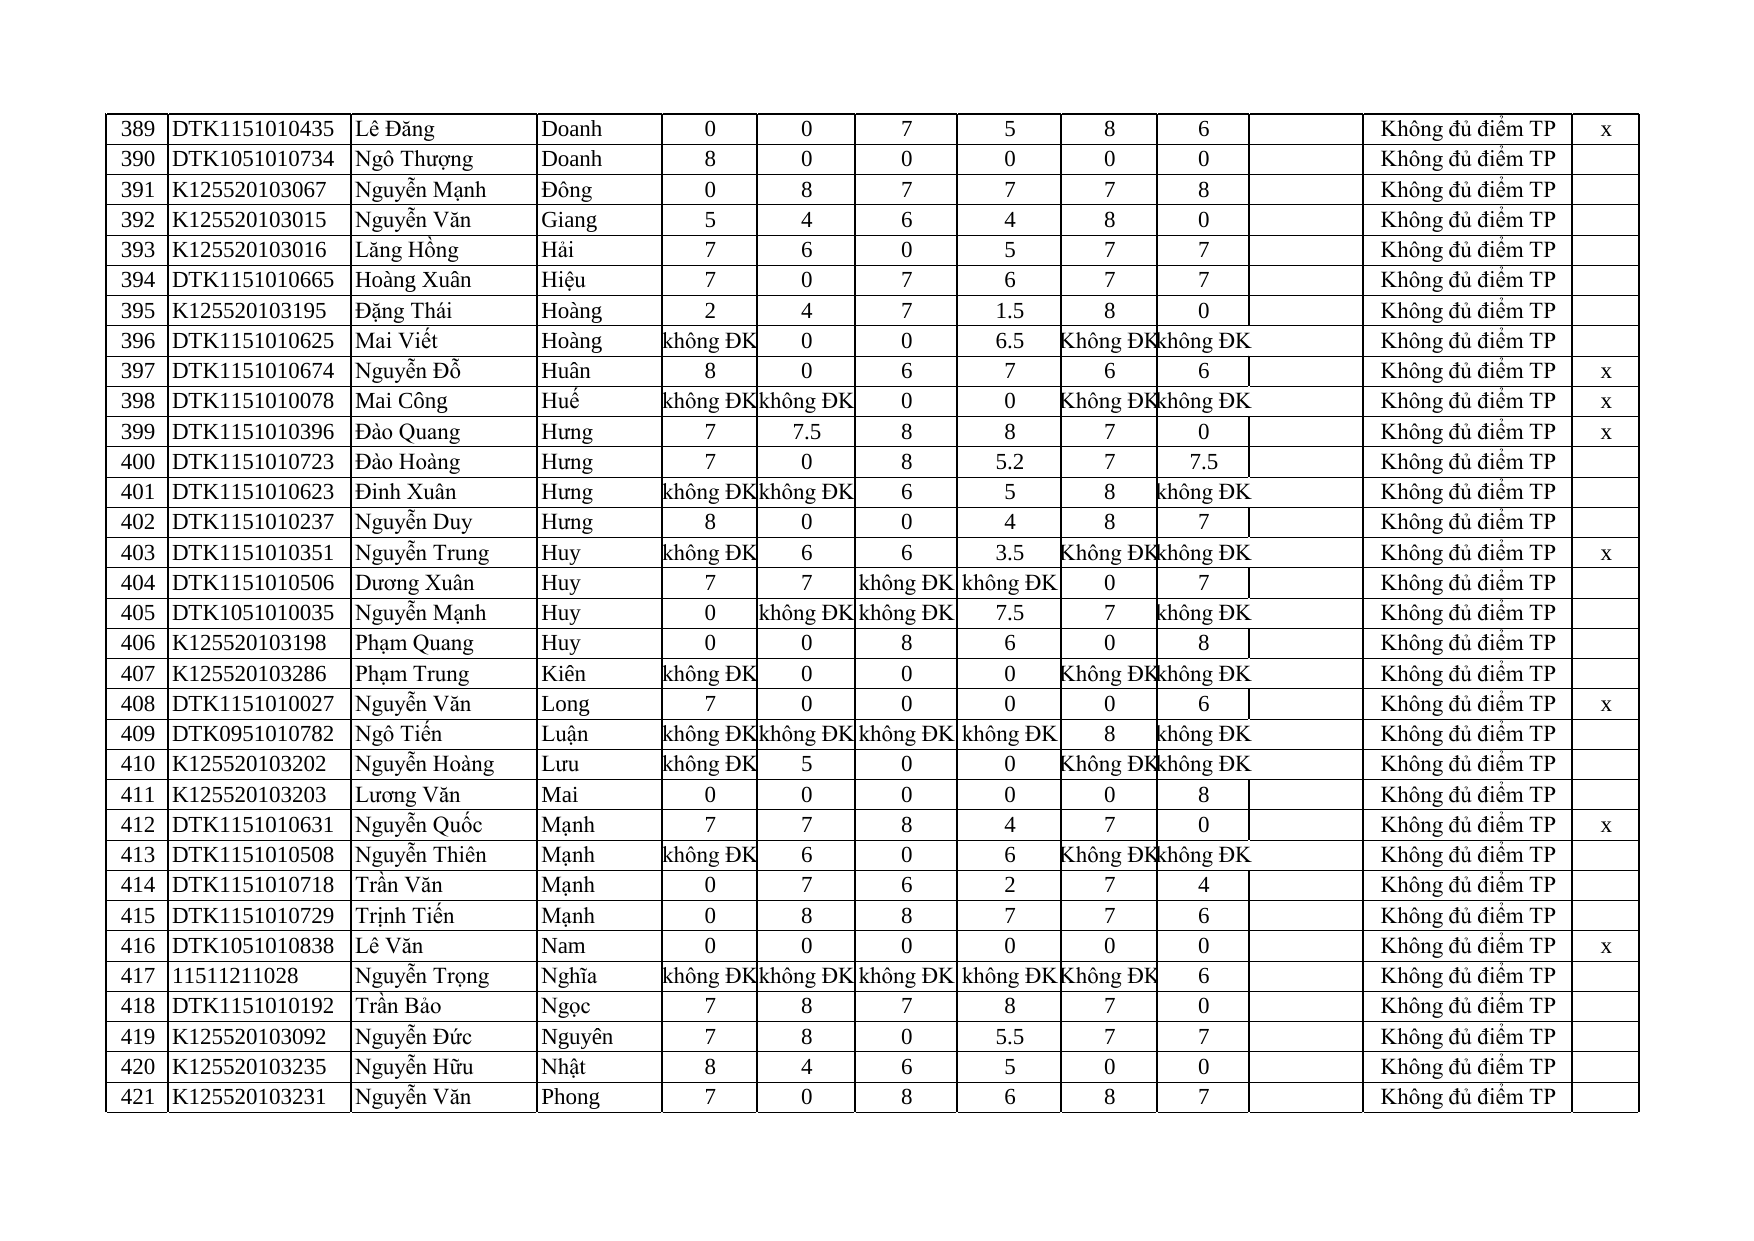 389 DTK1151010435 Lê Đăng Doanh 0 0 7 5 8 6 Không đủ điểm TP x
390 DTK1051010734 Ngô Thượng Doanh 8 0 0 0 0 0 Không đủ điểm TP
391 K125520103067 Nguyễn Mạnh Đông 0 8 7 7 7 8 Không đủ điểm TP
392 K125520103015 Nguyễn Văn Giang 5 4 6 4 8 0 Không đủ điểm TP
393 K125520103016 Lăng Hồng Hải 7 6 0 5 7 7 Không đủ điểm TP
394 DTK1151010665 Hoàng Xuân Hiệu 7 0 7 6 7 7 Không đủ điểm TP
395 K125520103195 Đặng Thái Hoàng 2 4 7 1.5 8 0 Không đủ điểm TP
396 DTK1151010625 Mai Viết Hoàng không ĐK 0 0 6.5 Không ĐK không ĐK Không đủ điểm TP
397 DTK1151010674 Nguyễn Đỗ Huân 8 0 6 7 6 6 Không đủ điểm TP x
398 DTK1151010078 Mai Công Huế không ĐK không ĐK 0 0 Không ĐK không ĐK Không đủ điểm TP x
399 DTK1151010396 Đào Quang Hưng 7 7.5 8 8 7 0 Không đủ điểm TP x
400 DTK1151010723 Đào Hoàng Hưng 7 0 8 5.2 7 7.5 Không đủ điểm TP
401 DTK1151010623 Đinh Xuân Hưng không ĐK không ĐK 6 5 8 không ĐK Không đủ điểm TP
402 DTK1151010237 Nguyễn Duy Hưng 8 0 0 4 8 7 Không đủ điểm TP
403 DTK1151010351 Nguyễn Trung Huy không ĐK 6 6 3.5 Không ĐK không ĐK Không đủ điểm TP x
404 DTK1151010506 Dương Xuân Huy 7 7 không ĐK không ĐK 0 7 Không đủ điểm TP
405 DTK1051010035 Nguyễn Mạnh Huy 0 không ĐK không ĐK 7.5 7 không ĐK Không đủ điểm TP
406 K125520103198 Phạm Quang Huy 0 0 8 6 0 8 Không đủ điểm TP
407 K125520103286 Phạm Trung Kiên không ĐK 0 0 0 Không ĐK không ĐK Không đủ điểm TP
408 DTK1151010027 Nguyễn Văn Long 7 0 0 0 0 6 Không đủ điểm TP x
409 DTK0951010782 Ngô Tiến Luận không ĐK không ĐK không ĐK không ĐK 8 không ĐK Không đủ điểm TP
410 K125520103202 Nguyễn Hoàng Lưu không ĐK 5 0 0 Không ĐK không ĐK Không đủ điểm TP
411 K125520103203 Lương Văn Mai 0 0 0 0 0 8 Không đủ điểm TP
412 DTK1151010631 Nguyễn Quốc Mạnh 7 7 8 4 7 0 Không đủ điểm TP x
413 DTK1151010508 Nguyễn Thiên Mạnh không ĐK 6 0 6 Không ĐK không ĐK Không đủ điểm TP
414 DTK1151010718 Trần Văn Mạnh 0 7 6 2 7 4 Không đủ điểm TP
415 DTK1151010729 Trịnh Tiến Mạnh 0 8 8 7 7 6 Không đủ điểm TP
416 DTK1051010838 Lê Văn Nam 0 0 0 0 0 0 Không đủ điểm TP x
417 11511211028 Nguyễn Trọng Nghĩa không ĐK không ĐK không ĐK không ĐK Không ĐK 6 Không đủ điểm TP
418 DTK1151010192 Trần Bảo Ngọc 7 8 7 8 7 0 Không đủ điểm TP
419 K125520103092 Nguyễn Đức Nguyên 7 8 0 5.5 7 7 Không đủ điểm TP
420 K125520103235 Nguyễn Hữu Nhật 8 4 6 5 0 0 Không đủ điểm TP
421 K125520103231 Nguyễn Văn Phong 7 0 8 6 8 7 Không đủ điểm TP